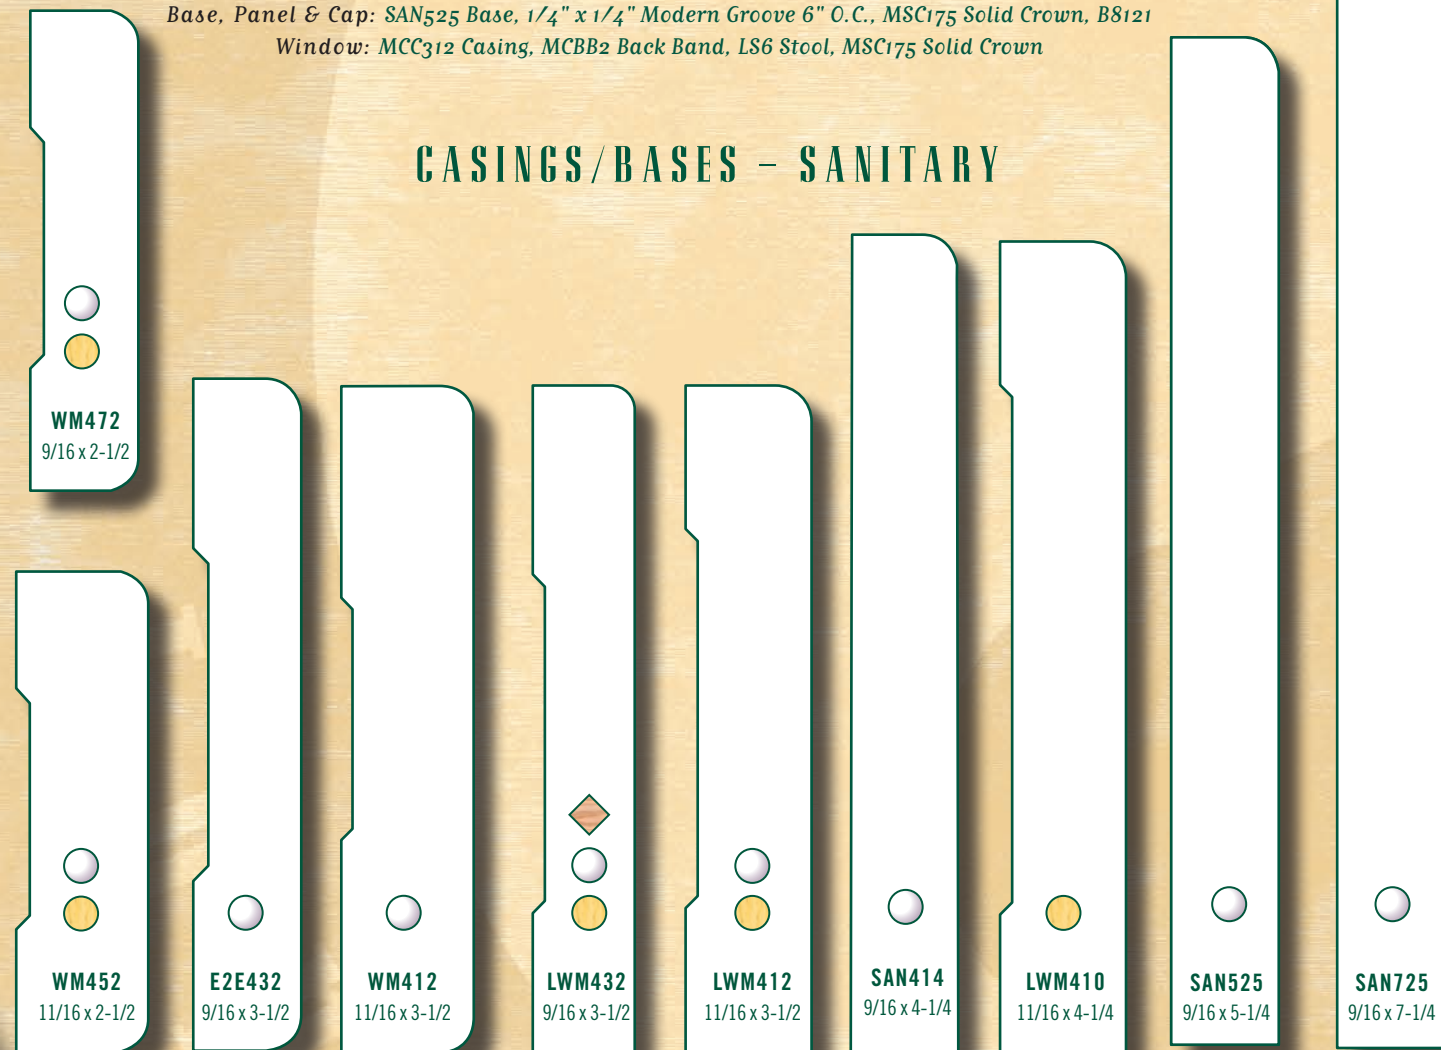 Base, Panel & Cap: SAN525 Base, 1/4" x 1/4" Modern Groove 6" O.C., MSC175 Solid Crown, B8121
Window: MCC312 Casing, MCBB2 Back Band, LS6 Stool, MSC175 Solid Crown
CASINGS/BASES – SANITARY
WM472
9/16 x 2-1/2
WM452
11/16 x 2-1/2
E2E432
9/16 x 3-1/2
WM412
11/16 x 3-1/2
LWM432
9/16 x 3-1/2
LWM412
11/16 x 3-1/2
SAN414
9/16 x 4-1/4
LWM410
11/16 x 4-1/4
SAN525
9/16 x 5-1/4
SAN725
9/16 x 7-1/4